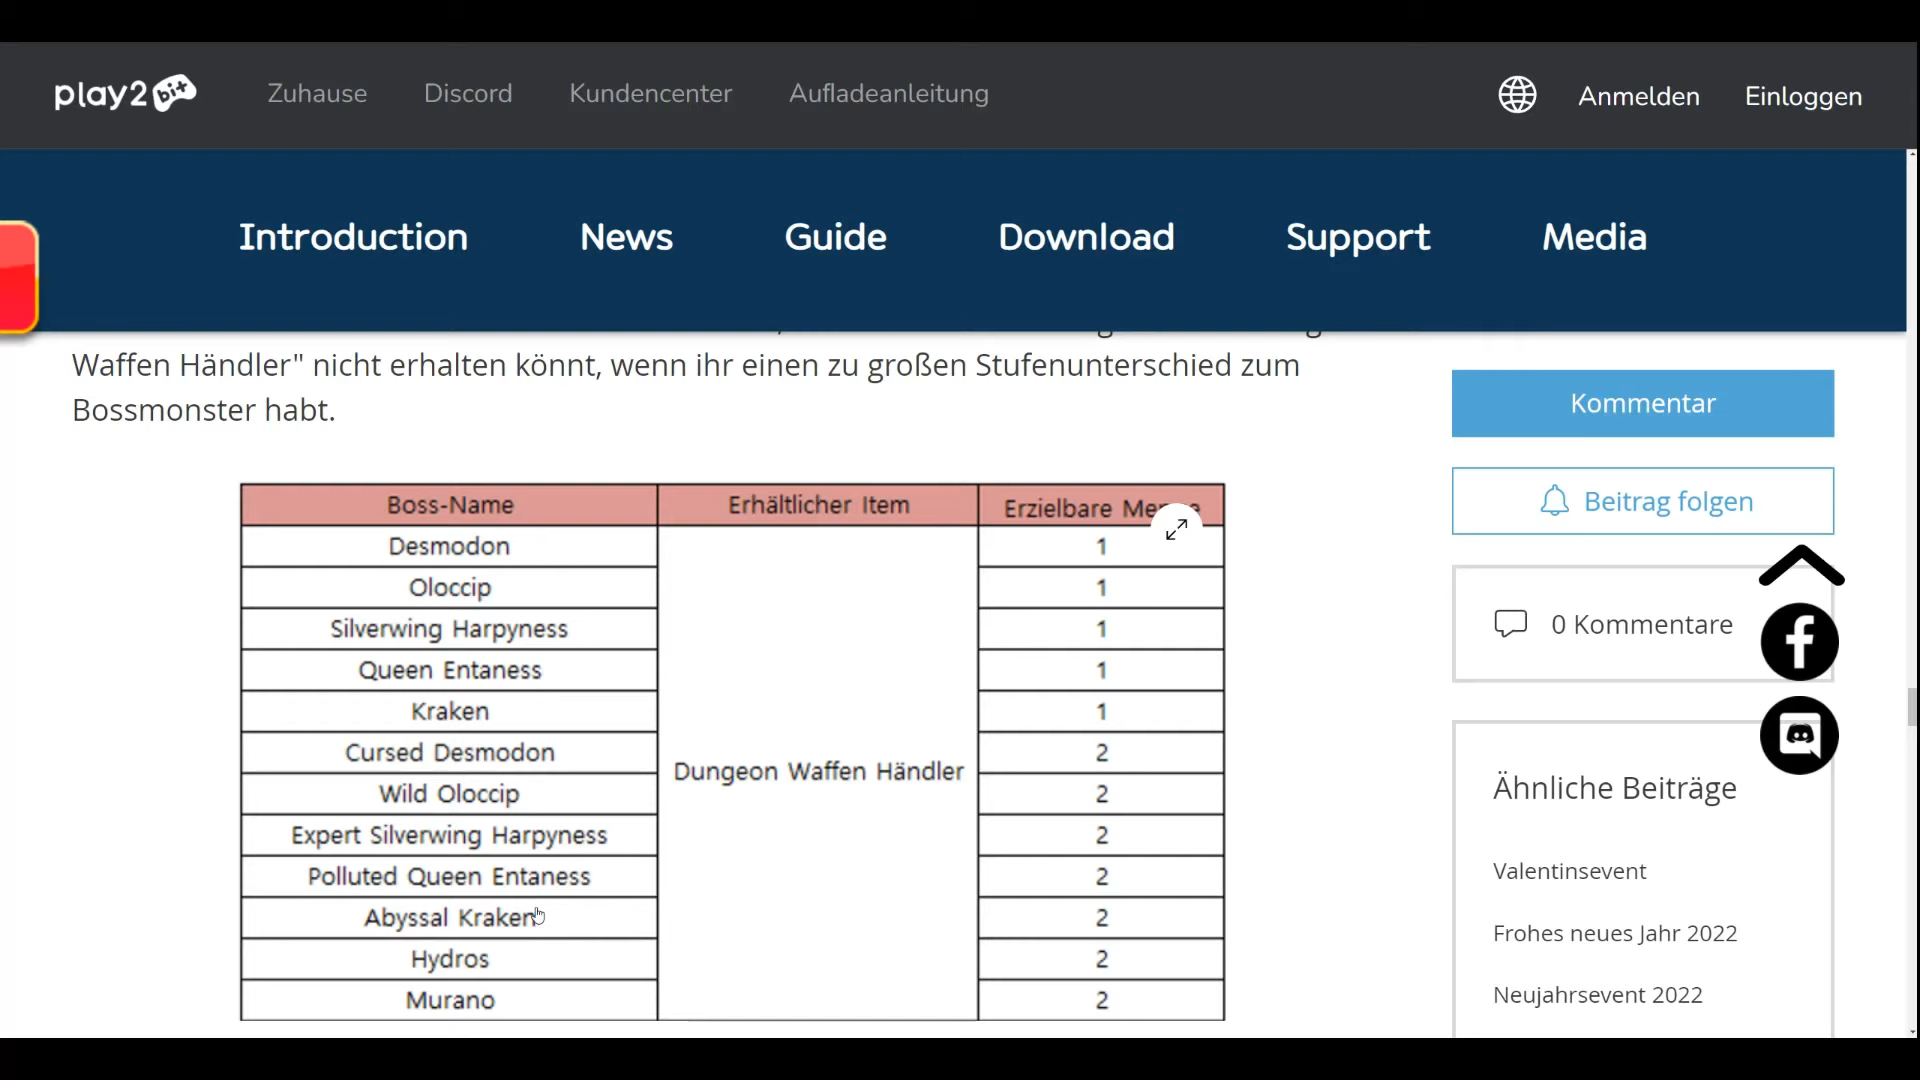 play2bit Zuhause Discord Kundencenter Aufladeanleitung Anmelden Einloggen
Introduction News Guide Download Support Media
Waffen Händler" nicht erhalten könnt, wenn ihr einen zu großen Stufenunterschied zum
Bossmonster habt.
Boss-Name Erhältlicher Item Erzielbare
Desmodon 1
Oloccip 1
Silverwing Harpyness 1
Queen Entaness 1
Kraken 1
Cursed Desmodon 2
Dungeon Waffen Händler
Wild Oloccip 2
Expert Silverwing Harpyness 2
Polluted Queen Entaness 2
Abyssal Kraken 2
Hydros 2
Murano 2
Kommentar
Beitrag folgen
0 Kommentare
Ähnliche Beiträge
Valentinsevent
Frohes neues Jahr 2022
Neujahrsevent 2022